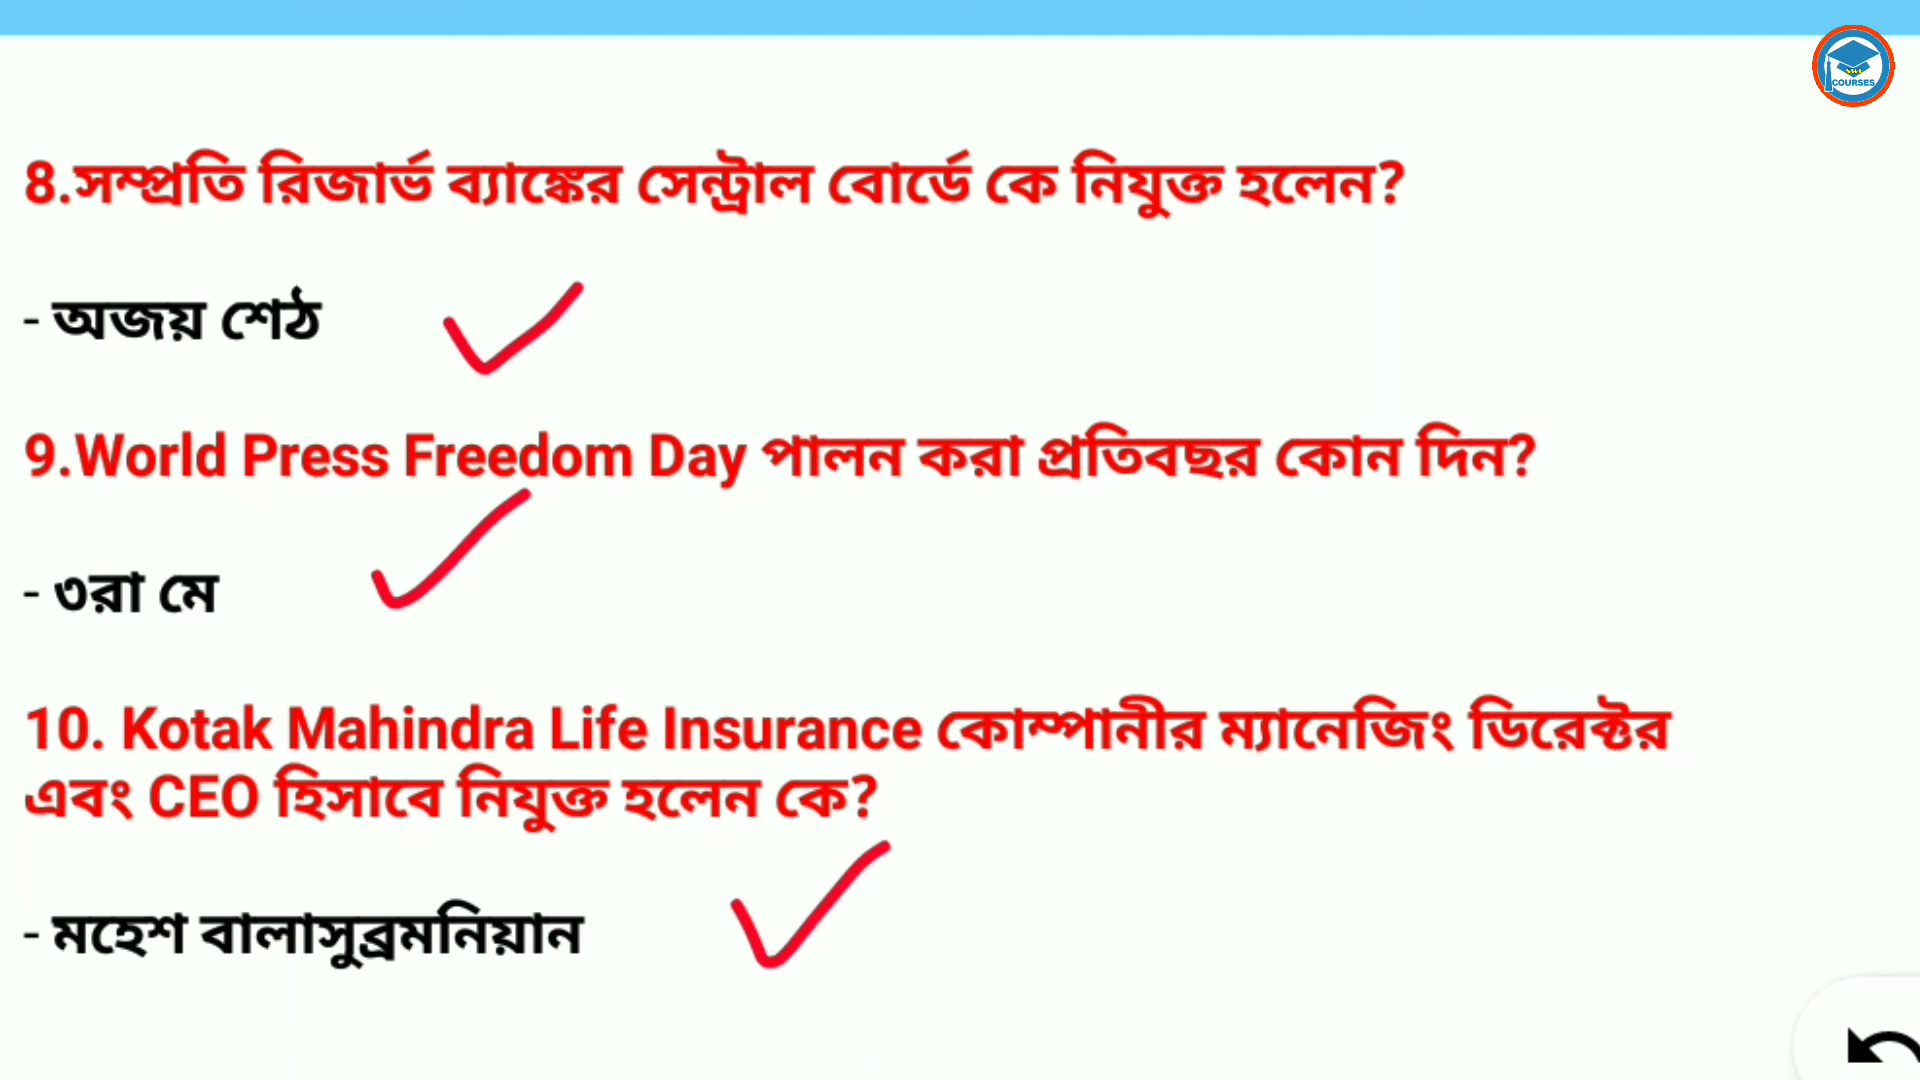 COURSES
8.সম্প্রতি রিজার্ভ ব্যাঙ্কের সেন্ট্রাল বোর্ডে কে নিযুক্ত হলেন?
- অজয় শেঠ
9.World Press Freedom Day পালন করা প্রতিবছর কোন দিন?
- ৩রা মে
10. Kotak Mahindra Life Insurance কোম্পানীর ম্যানেজিং ডিরেক্টর
এবং CEO হিসাবে নিযুক্ত হলেন কে?
- মহেশ বালাসুব্রমনিয়ান